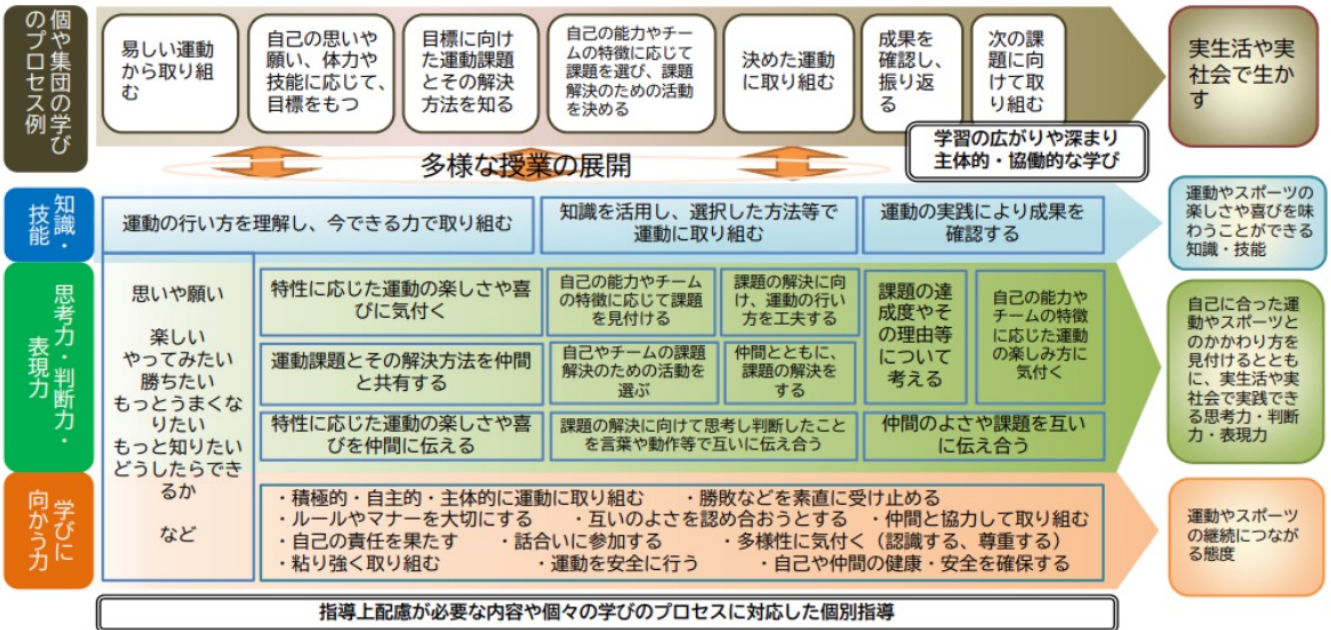 個や集団の学び
のプロセス例
易しい運動
から取り組
む
自己の思いや
願い、体力や
技能に応じて、
目標をもつ
目標に向け
た運動課題
とその解決
方法を知る
自己の能力やチー
ムの特徴に応じて
課題を選び、課題
解決のための活動
を決める
決めた運動
に取り組む
成果を
確認し、
振り返
る
次の課
題に向
けて取
り組む
実生活や実
社会で生か
す
学習の広がりや深まり
主体的・協働的な学び
多様な授業の展開
知識・
技能
運動の行い方を理解し、今できる力で取り組む
知識を活用し、選択した方法等で
運動に取り組む
運動の実践により成果を
確認する
運動やスポーツの
楽しさや喜びを味
わうことができる
知識・技能
思考力・判断力・
表現力
思いや願い
楽しい
やってみたい
勝ちたい
もっとうまくな
りたい
もっと知りたい
どうしたらでき
るか
など
特性に応じた運動の楽しさや喜
びに気付く
自己の能力やチーム
の特徴に応じて課題
を見付ける
課題の解決に向
け、運動の行い
方を工夫する
課題の達
成度やそ
の理由等
について
考える
自己の能力や
チームの特徴
に応じた運動
の楽しみ方に
気付く
運動課題とその解決方法を仲間
と共有する
自己やチームの課題
解決のための活動を
選ぶ
仲間とともに、
課題の解決を
する
特性に応じた運動の楽しさや喜
びを仲間に伝える
課題の解決に向けて思考し判断したこと
を言葉や動作等で互いに伝え合う
仲間のよさや課題を互い
に伝え合う
自己に合った運
動やスポーツと
のかかわり方を
見付けるととも
に、実生活や実
社会で実践でき
る思考力・判断
力・表現力
学びに
向かう力
・積極的・自主的・主体的に運動に取り組む ・勝敗などを素直に受け止める
・ルールやマナーを大切にする ・互いのよさを認め合おうとする ・仲間と協力して取り組む
・自己の責任を果たす ・話合いに参加する ・多様性に気付く（認識する、尊重する）
・粘り強く取り組む ・運動を安全に行う ・自己や仲間の健康・安全を確保する
運動やスポーツ
の継続につなが
る態度
指導上配慮が必要な内容や個々の学びのプロセスに対応した個別指導